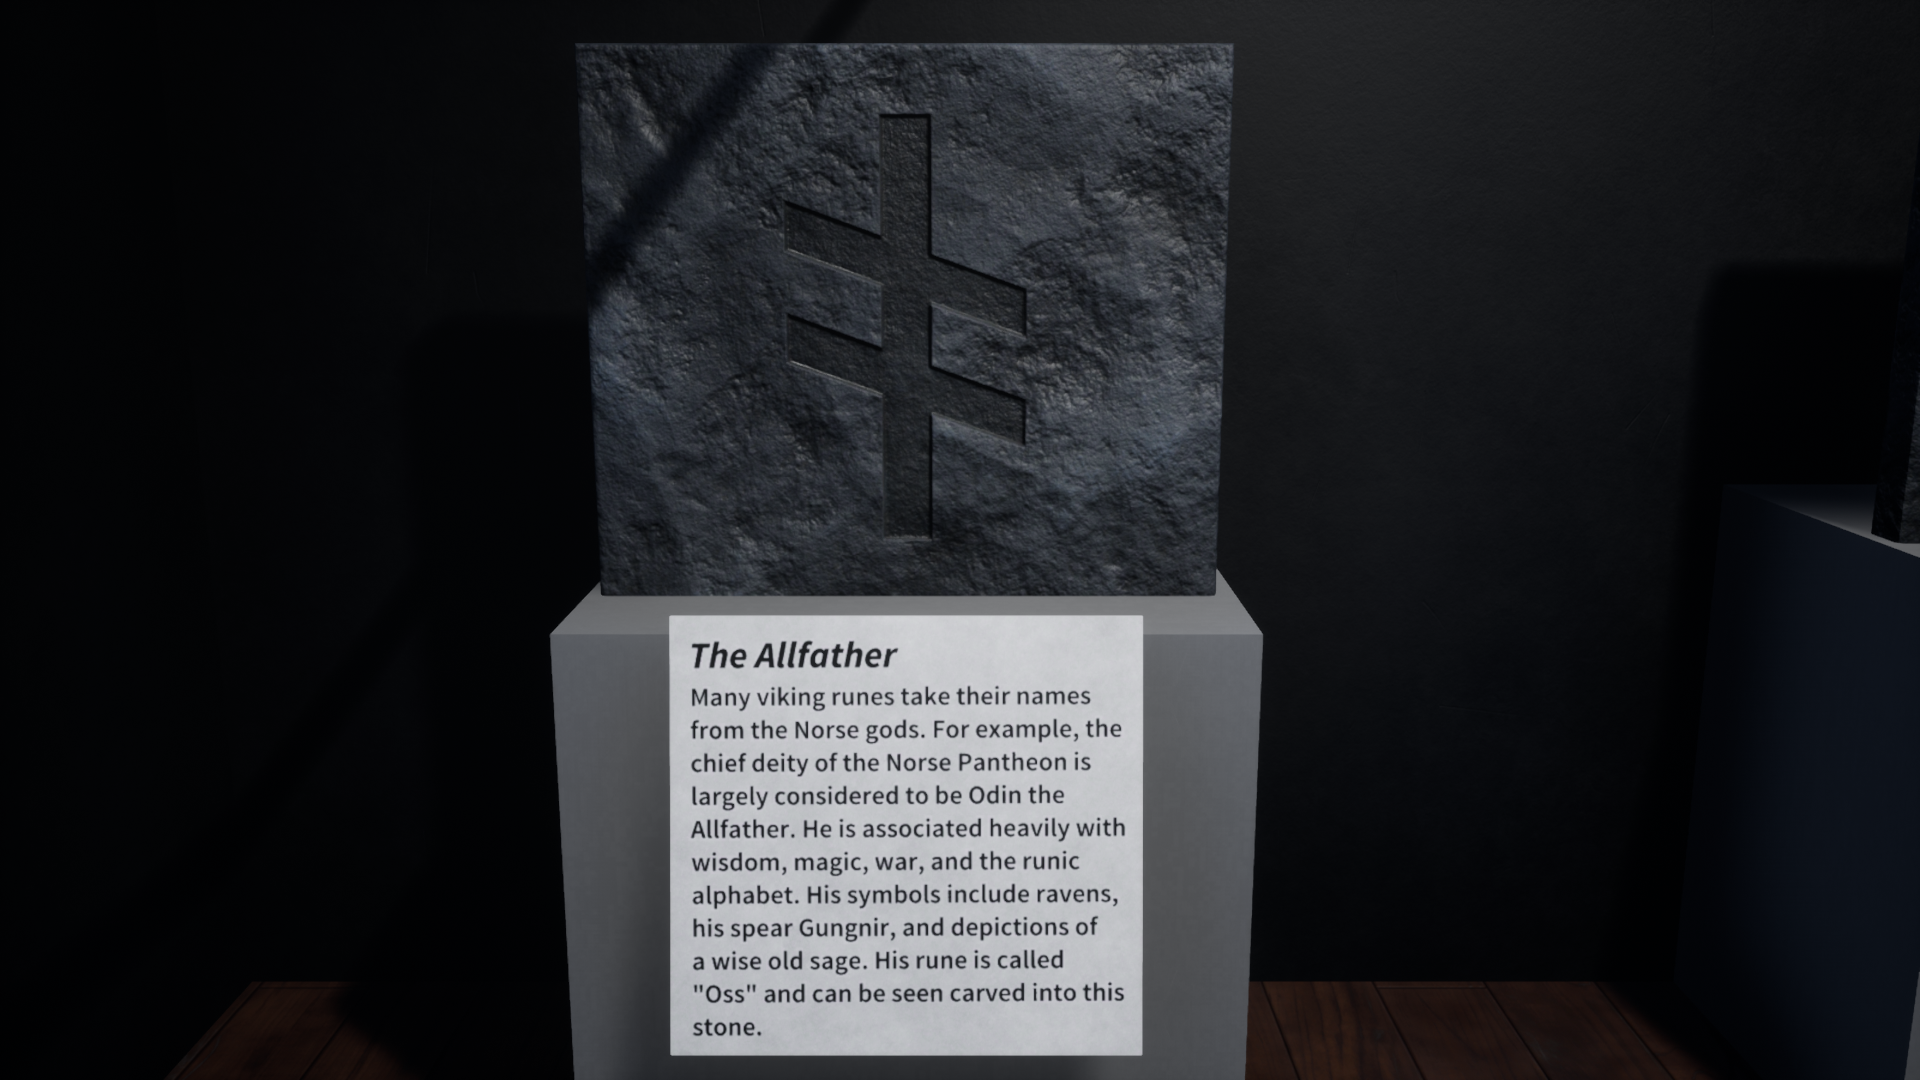 ᚬ
The Allfather
Many viking runes take their names
from the Norse gods. For example, the
chief deity of the Norse Pantheon is
largely considered to be Odin the
Allfather. He is associated heavily with
wisdom, magic, war, and the runic
alphabet. His symbols include ravens,
his spear Gungnir, and depictions of
a wise old sage. His rune is called
"Oss" and can be seen carved into this
stone.